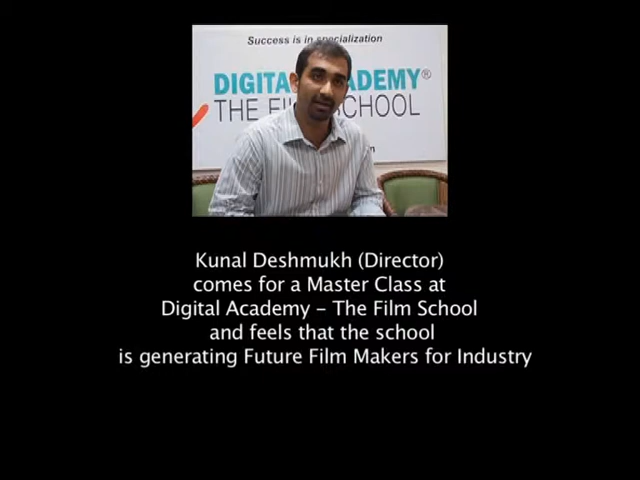 Success is in specialization
DIGITAL ACADEMY®
THE FILM SCHOOL
Kunal Deshmukh (Director)
comes for a Master Class at
Digital Academy - The Film School
and feels that the school
is generating Future Film Makers for Industry